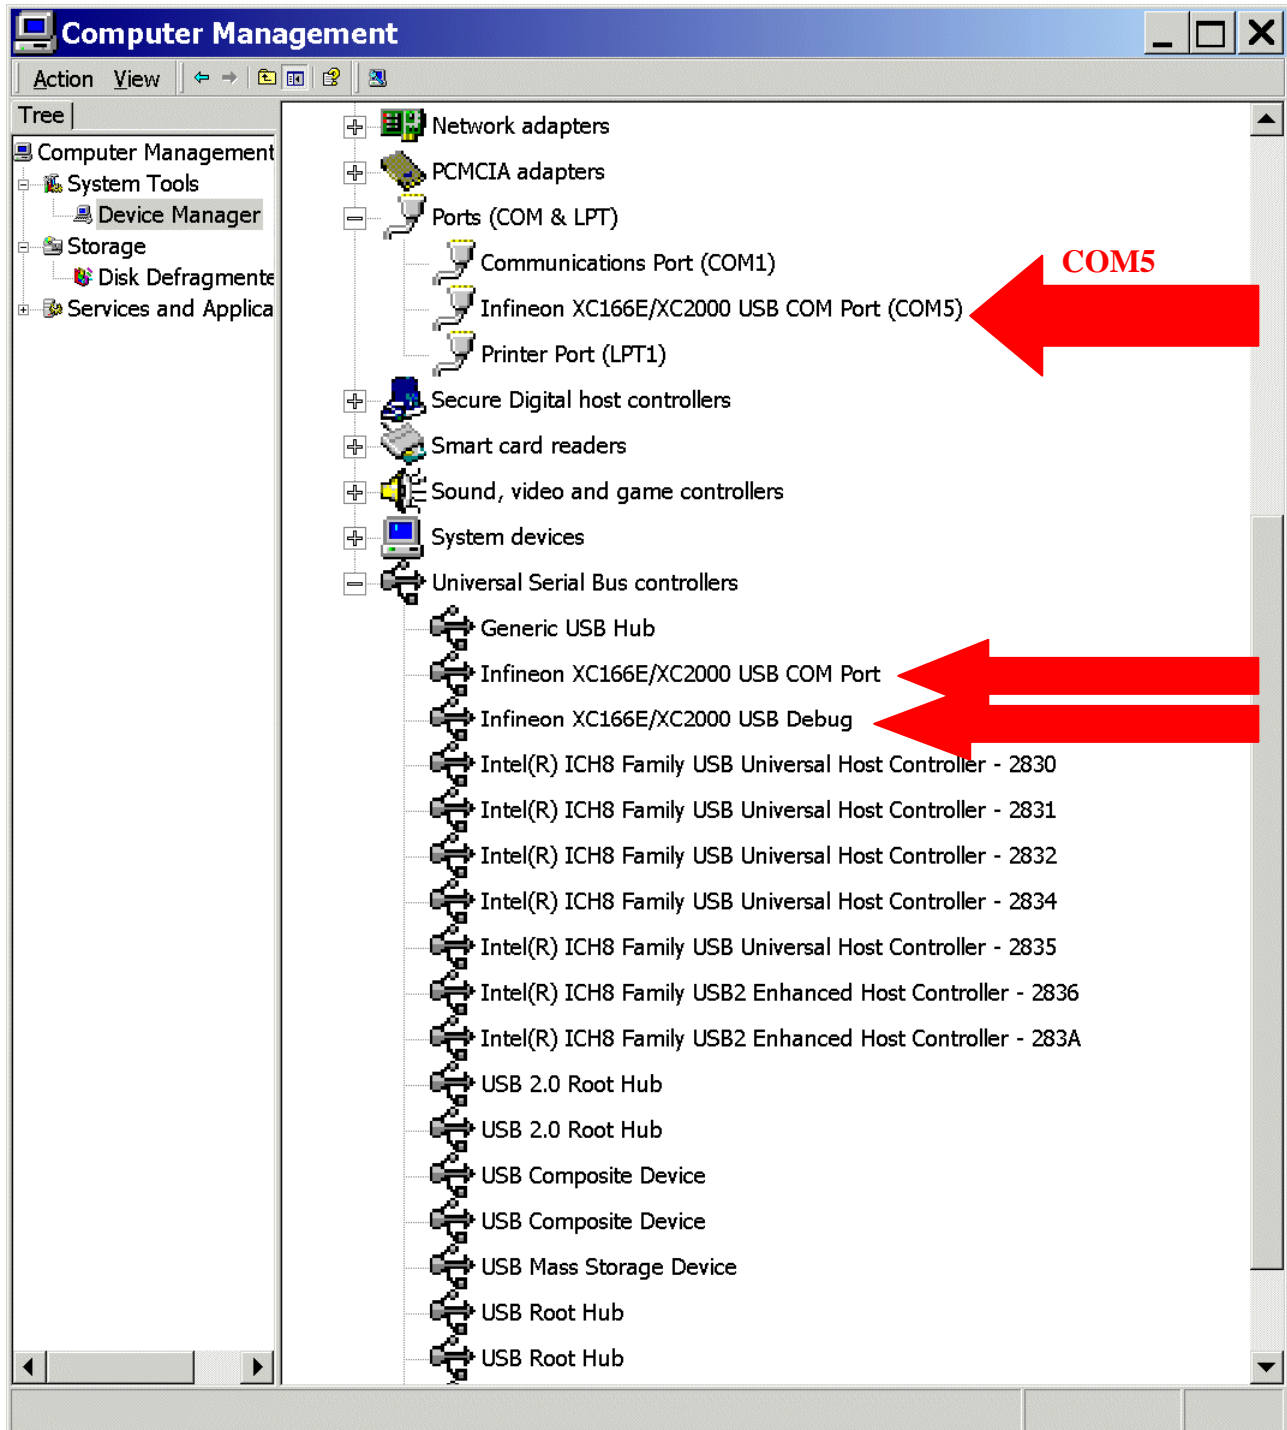 Computer Management
Action View
Tree
Computer Management
System Tools
Device Manager
Storage
Disk Defragmente
Services and Applica
Network adapters
PCMCIA adapters
Ports (COM & LPT)
Communications Port (COM1)
COM5
Infineon XC166E/XC2000 USB COM Port (COM5)
Printer Port (LPT1)
Secure Digital host controllers
Smart card readers
Sound, video and game controllers
System devices
Universal Serial Bus controllers
Generic USB Hub
Infineon XC166E/XC2000 USB COM Port
Infineon XC166E/XC2000 USB Debug
Intel(R) ICH8 Family USB Universal Host Controller - 2830
Intel(R) ICH8 Family USB Universal Host Controller - 2831
Intel(R) ICH8 Family USB Universal Host Controller - 2832
Intel(R) ICH8 Family USB Universal Host Controller - 2834
Intel(R) ICH8 Family USB Universal Host Controller - 2835
Intel(R) ICH8 Family USB2 Enhanced Host Controller - 2836
Intel(R) ICH8 Family USB2 Enhanced Host Controller - 283A
USB 2.0 Root Hub
USB 2.0 Root Hub
USB Composite Device
USB Composite Device
USB Mass Storage Device
USB Root Hub
USB Root Hub